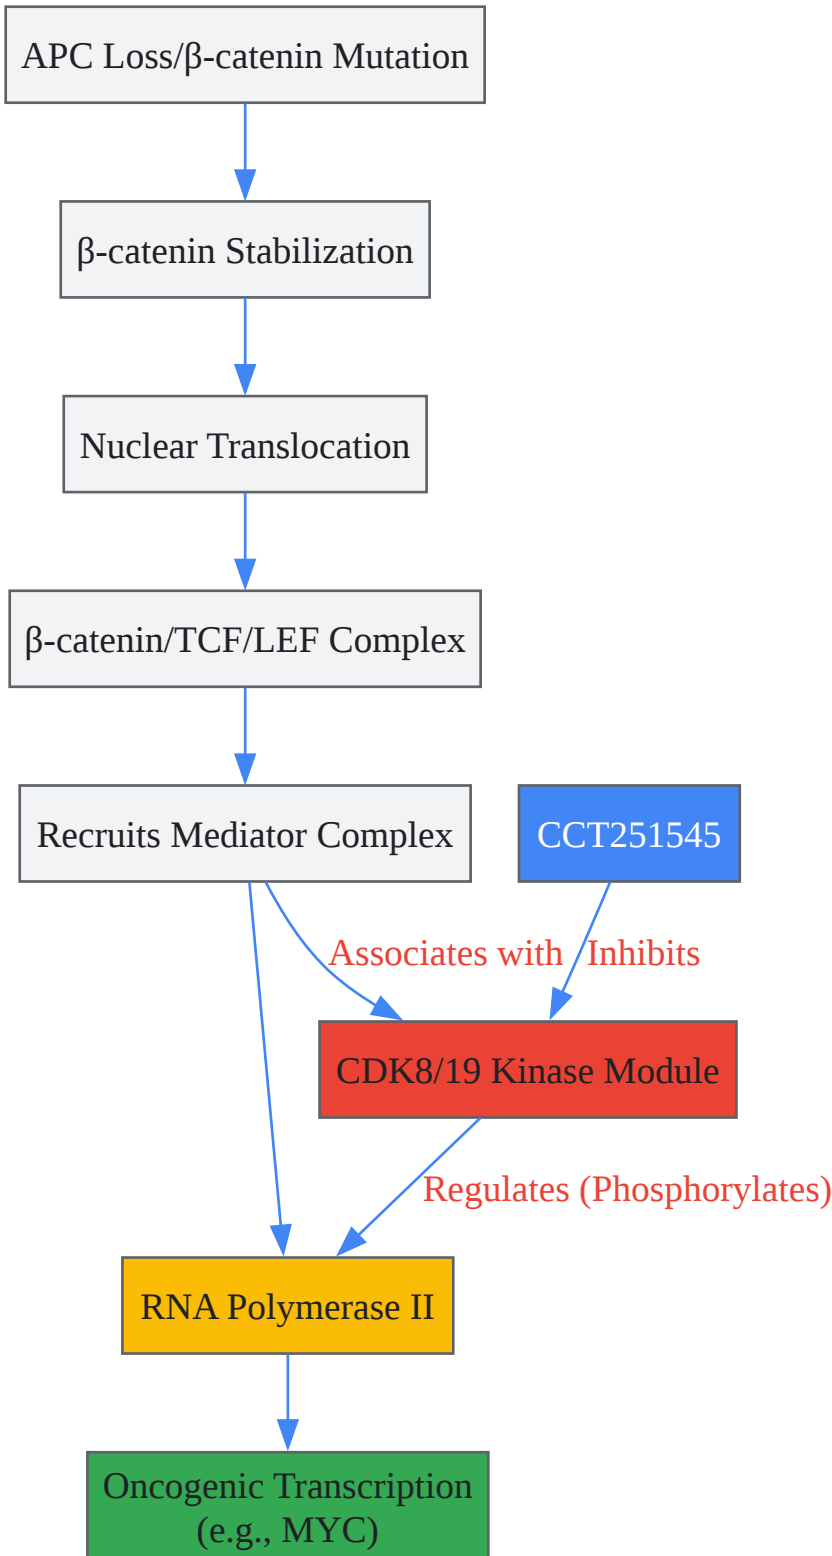 APC Loss/β-catenin Mutation
β-catenin Stabilization
Nuclear Translocation
β-catenin/TCF/LEF Complex
Recruits Mediator Complex
CCT251545
Associates with
Inhibits
CDK8/19 Kinase Module
Regulates (Phosphorylates)
RNA Polymerase II
Oncogenic Transcription
(e.g., MYC)